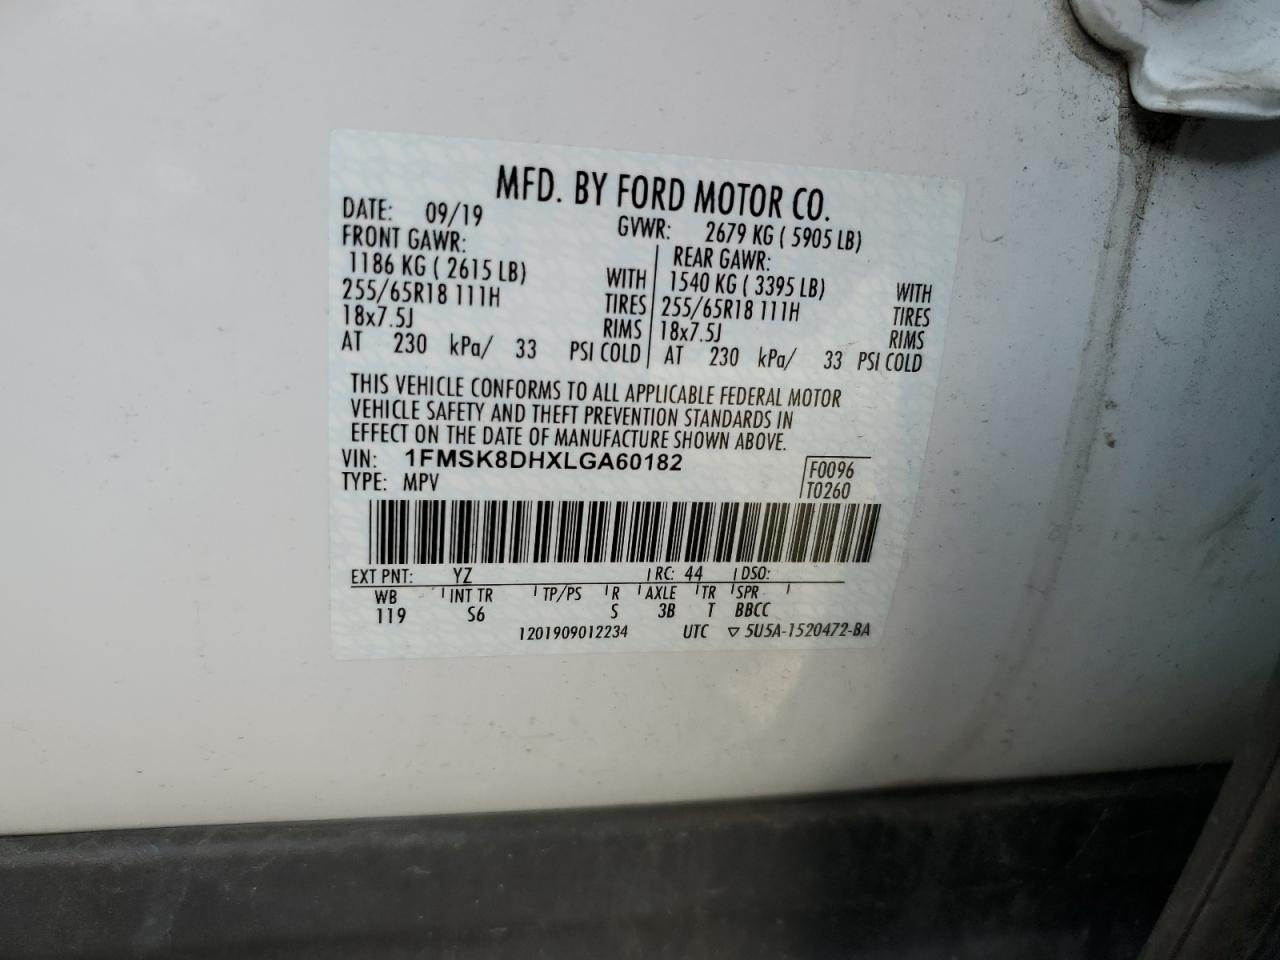 MFD. BY FORD MOTOR CO.
DATE: 09/19 GVWR: 2679 KG ( 5905 LB)
FRONT GAWR: REAR GAWR:
1186 KG ( 2615 LB) WITH 1540 KG ( 3395 LB) WITH
255/65R18 111H TIRES 255/65R18 111H TIRES
18x7.5J RIMS 18x7.5J RIMS
AT 230 kPa/ 33 PSI COLD AT 230 kPa/ 33 PSI COLD
THIS VEHICLE CONFORMS TO ALL APPLICABLE FEDERAL MOTOR
VEHICLE SAFETY AND THEFT PREVENTION STANDARDS IN
EFFECT ON THE DATE OF MANUFACTURE SHOWN ABOVE.
VIN: 1FMSK8DHXLGA60182 F0096
TYPE: MPV T0260
EXT PNT: YZ RC: 44 DSO:
WB INT TR TP/PS R AXLE TR SPR
119 S6 S 3B T BBCC
1201909012234 UTC ▽ 5U5A-1520472-BA